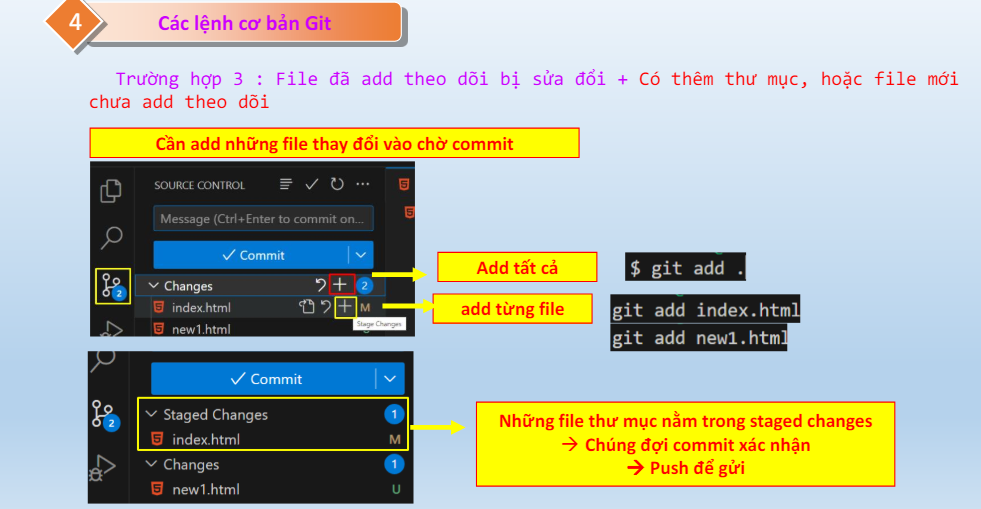 4
Các lệnh cơ bản Git
Trường hợp 3 : File đã add theo dõi bị sửa đổi + Có thêm thư mục, hoặc file mới
chưa add theo dõi
Cần add những file thay đổi vào chờ commit
SOURCE CONTROL
Message (Ctrl+Enter to commit on...
Commit
Changes 2
index.html M
Stage Changes
new1.html
2
Add tất cả
$ git add .
add từng file
git add index.html
git add new1.html
Commit
2
Staged Changes 1
index.html M
Changes 1
new1.html U
Những file thư mục nằm trong staged changes
→ Chúng đợi commit xác nhận
→ Push để gửi